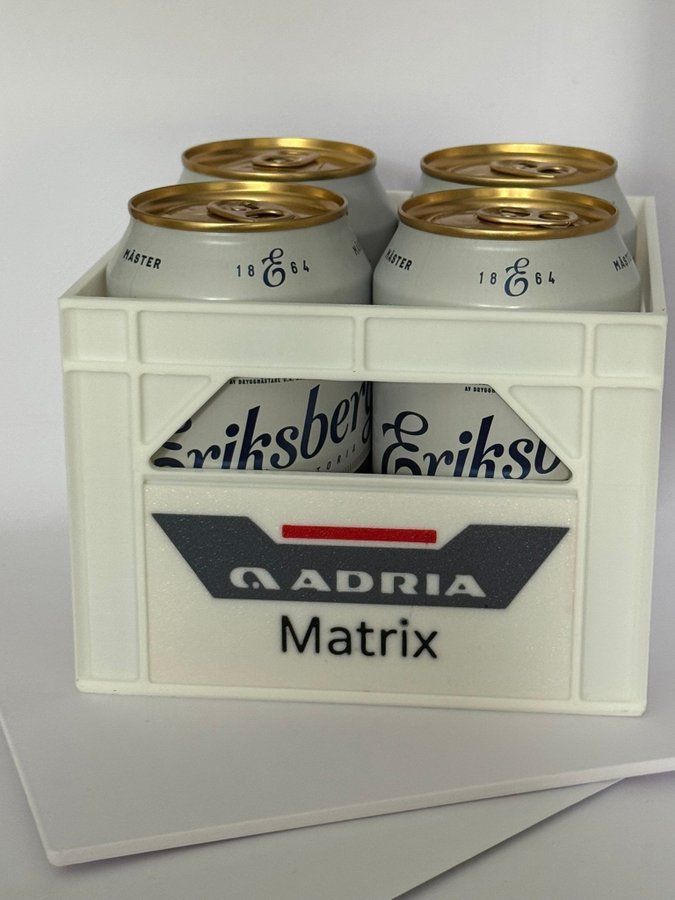 MÄSTER
18 E 64
MÄSTER
18 E 64
Eriksberg
Eriksb
ADRIA
Matrix